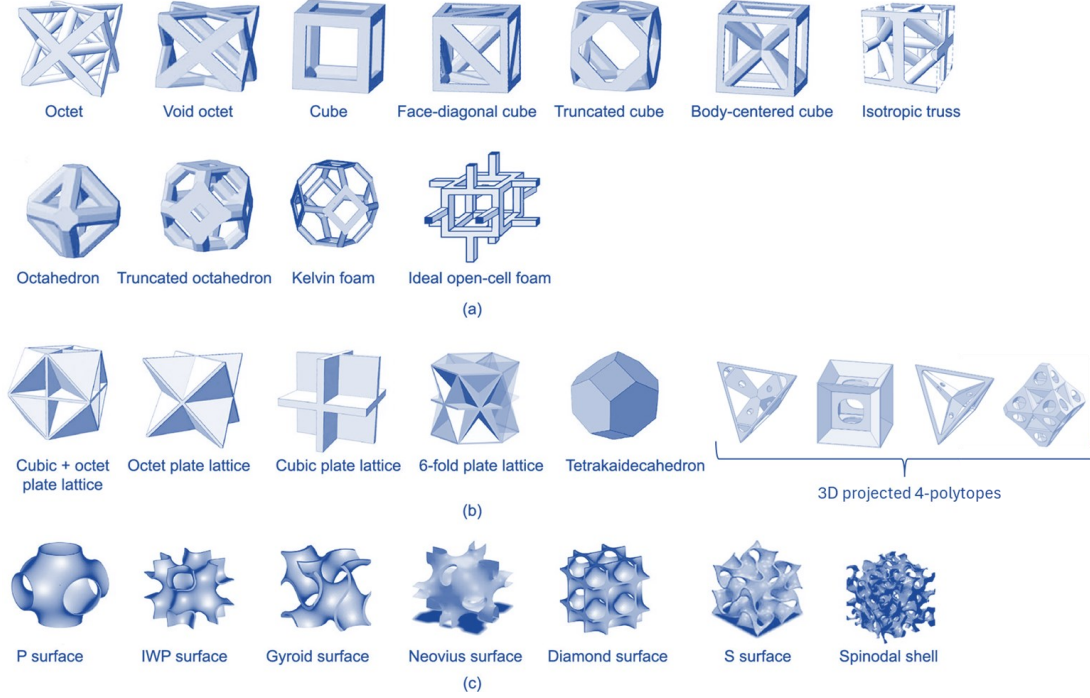 Octet
Void octet
Cube
Face-diagonal cube
Truncated cube
Body-centered cube
Isotropic truss
Octahedron
Truncated octahedron
Kelvin foam
Ideal open-cell foam
(a)
Cubic + octet
plate lattice
Octet plate lattice
Cubic plate lattice
6-fold plate lattice
Tetrakaidecahedron
3D projected 4-polytopes
(b)
P surface
IWP surface
Gyroid surface
Neovius surface
Diamond surface
S surface
Spinodal shell
(c)